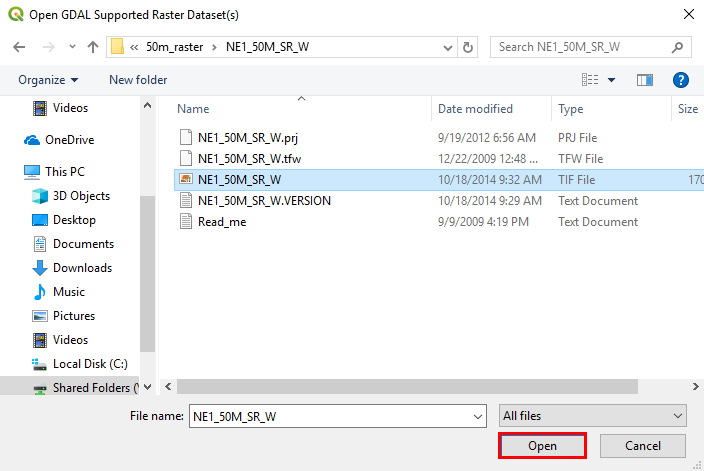 Open GDAL Supported Raster Dataset(s)
« 50m_raster > NE1_50M_SR_W
Search NE1_50M_SR_W
Organize
New folder
?
Videos
OneDrive
This PC
3D Objects
Desktop
Documents
Downloads
Music
Pictures
Videos
Local Disk (C:)
Shared Folders (
Name Date modified Type Size
NE1_50M_SR_W.prj 9/19/2012 6:56 AM PRJ File
NE1_50M_SR_W.tfw 12/22/2009 12:48 ... TFW File
NE1_50M_SR_W 10/18/2014 9:32 AM TIF File 170
NE1_50M_SR_W.VERSION 10/18/2014 9:29 AM Text Document
Read_me 9/9/2009 4:19 PM Text Document
File name: NE1_50M_SR_W
All files
Open
Cancel